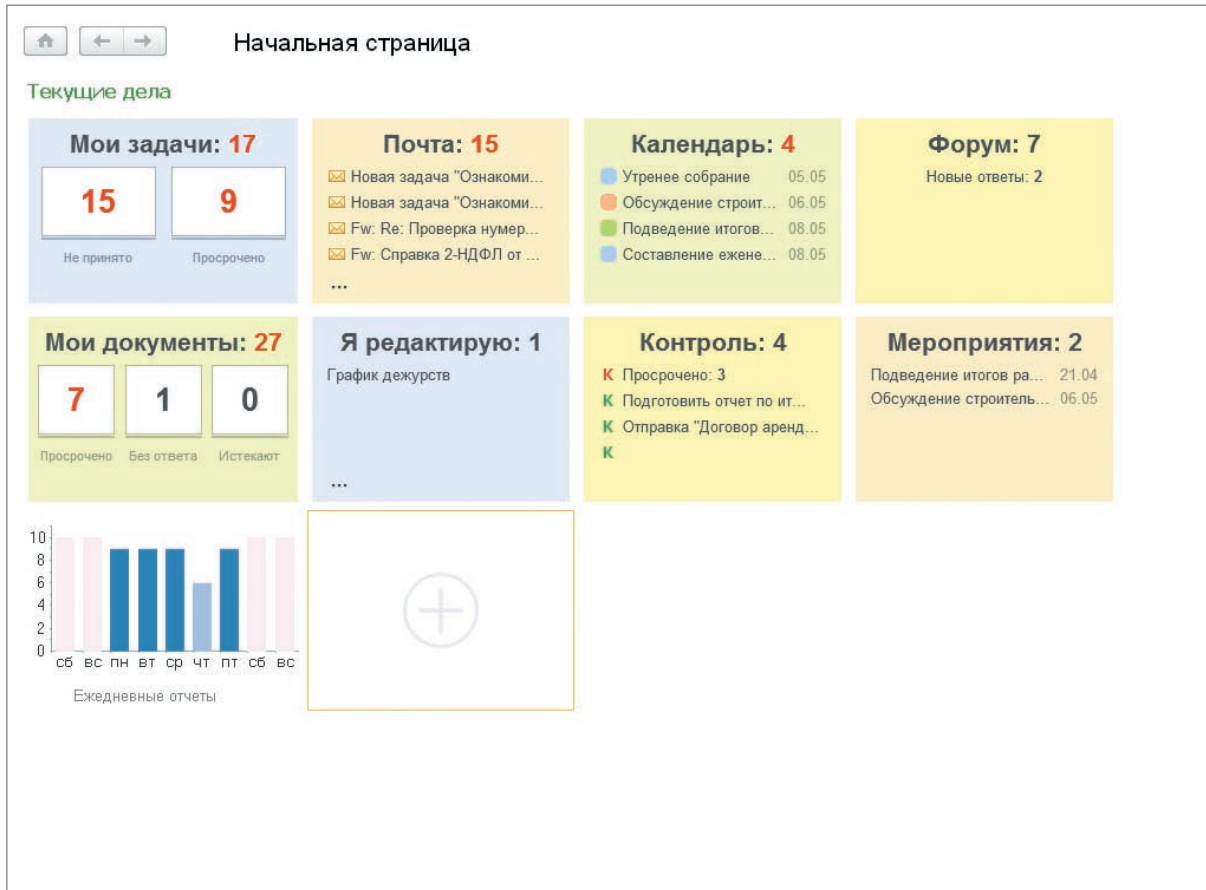 Начальная страница
Текущие дела
Мои задачи: 17
15
9
Не принято
Просрочено
Почта: 15
Новая задача "Ознакоми...
Новая задача "Ознакоми...
Fw: Re: Проверка нумер...
Fw: Справка 2-НДФЛ от ...
...
Календарь: 4
Утренее собрание 05.05
Обсуждение строит... 06.05
Подведение итогов... 08.05
Составление ежене... 08.05
Форум: 7
Новые ответы: 2
Мои документы: 27
7
1
0
Просрочено
Без ответа
Истекают
Я редактирую: 1
График дежурств
...
Контроль: 4
К Просрочено: 3
К Подготовить отчет по ит...
К Отправка "Договор аренд...
К
Мероприятия: 2
Подведение итогов ра... 21.04
Обсуждение строитель... 06.05
10
8
6
4
2
0
сб вс пн вт ср чт пт сб вс
Ежедневные отчеты